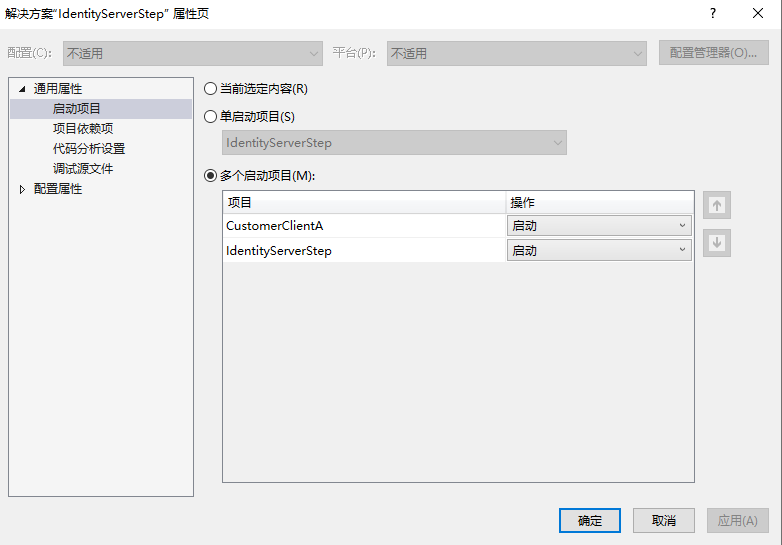 解决方案“IdentityServerStep” 属性页
配置(C): 不适用 平台(P): 不适用 配置管理器(O)...
通用属性
启动项目
项目依赖项
代码分析设置
调试源文件
配置属性
当前选定内容(R)
单启动项目(S)
IdentityServerStep
多个启动项目(M):
项目 操作
CustomerClientA 启动
IdentityServerStep 启动
确定 取消 应用(A)